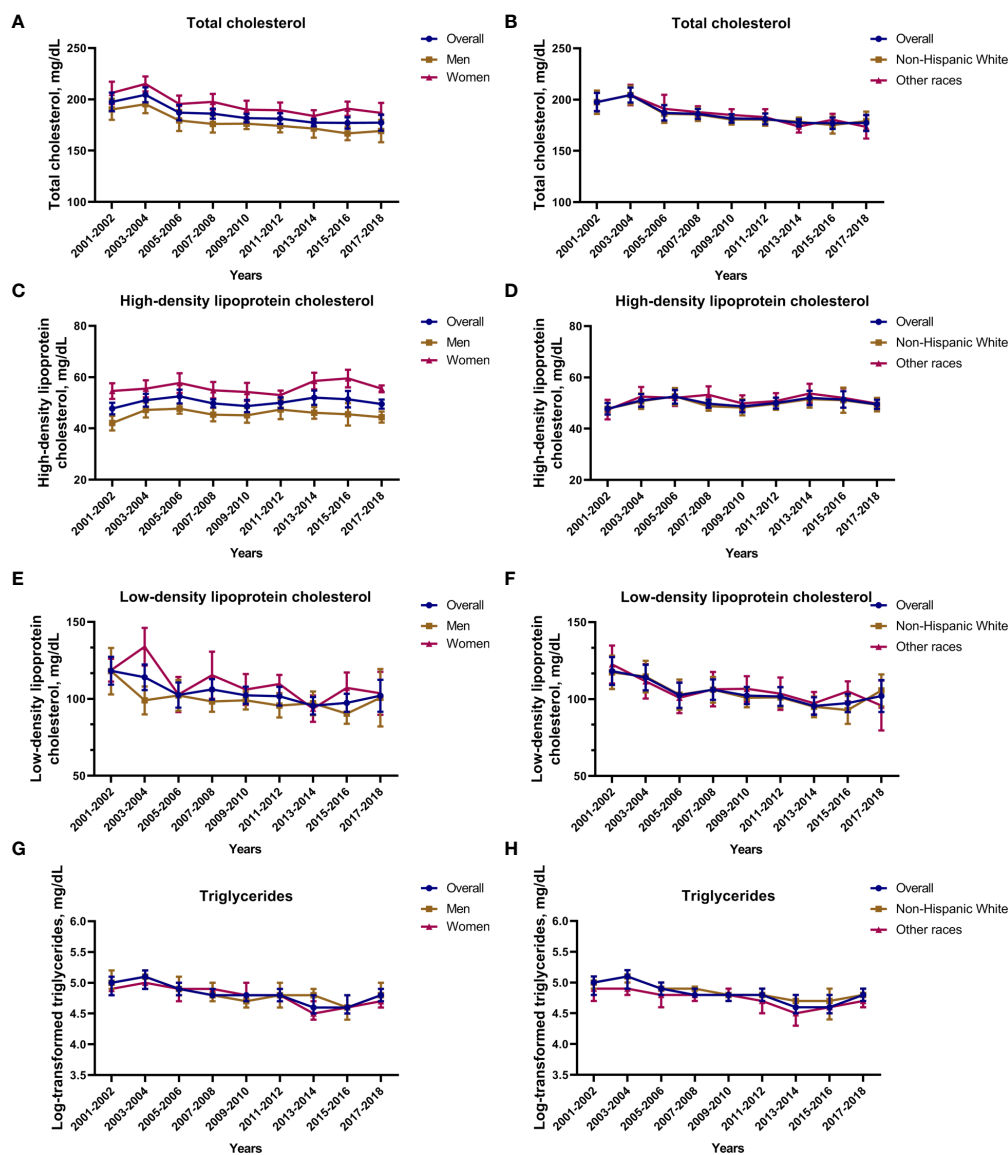 A
Total cholesterol
Overall
Men
Women
Total cholesterol, mg/dL
250
200
150
100
2001-2002
2003-2004
2005-2006
2007-2008
2009-2010
2011-2012
2013-2014
2015-2016
2017-2018
Years
B
Total cholesterol
Overall
Non-Hispanic White
Other races
Total cholesterol, mg/dL
250
200
150
100
2001-2002
2003-2004
2005-2006
2007-2008
2009-2010
2011-2012
2013-2014
2015-2016
2017-2018
Years
C
High-density lipoprotein cholesterol
Overall
Men
Women
High-density lipoprotein
cholesterol, mg/dL
80
60
40
20
2001-2002
2003-2004
2005-2006
2007-2008
2009-2010
2011-2012
2013-2014
2015-2016
2017-2018
Years
D
High-density lipoprotein cholesterol
Overall
Non-Hispanic White
Other races
High-density lipoprotein
cholesterol, mg/dL
80
60
40
20
2001-2002
2003-2004
2005-2006
2007-2008
2009-2010
2011-2012
2013-2014
2015-2016
2017-2018
Years
E
Low-density lipoprotein cholesterol
Overall
Men
Women
Low-density lipoprotein
cholesterol, mg/dL
150
100
50
2001-2002
2003-2004
2005-2006
2007-2008
2009-2010
2011-2012
2013-2014
2015-2016
2017-2018
Years
F
Low-density lipoprotein cholesterol
Overall
Non-Hispanic White
Other races
Low-density lipoprotein
cholesterol, mg/dL
150
100
50
2001-2002
2003-2004
2005-2006
2007-2008
2009-2010
2011-2012
2013-2014
2015-2016
2017-2018
Years
G
Triglycerides
Overall
Men
Women
Log-transformed triglycerides, mg/dL
6.0
5.5
5.0
4.5
4.0
3.5
2001-2002
2003-2004
2005-2006
2007-2008
2009-2010
2011-2012
2013-2014
2015-2016
2017-2018
Years
H
Triglycerides
Overall
Non-Hispanic White
Other races
Log-transformed triglycerides, mg/dL
6.0
5.5
5.0
4.5
4.0
3.5
2001-2002
2003-2004
2005-2006
2007-2008
2009-2010
2011-2012
2013-2014
2015-2016
2017-2018
Years